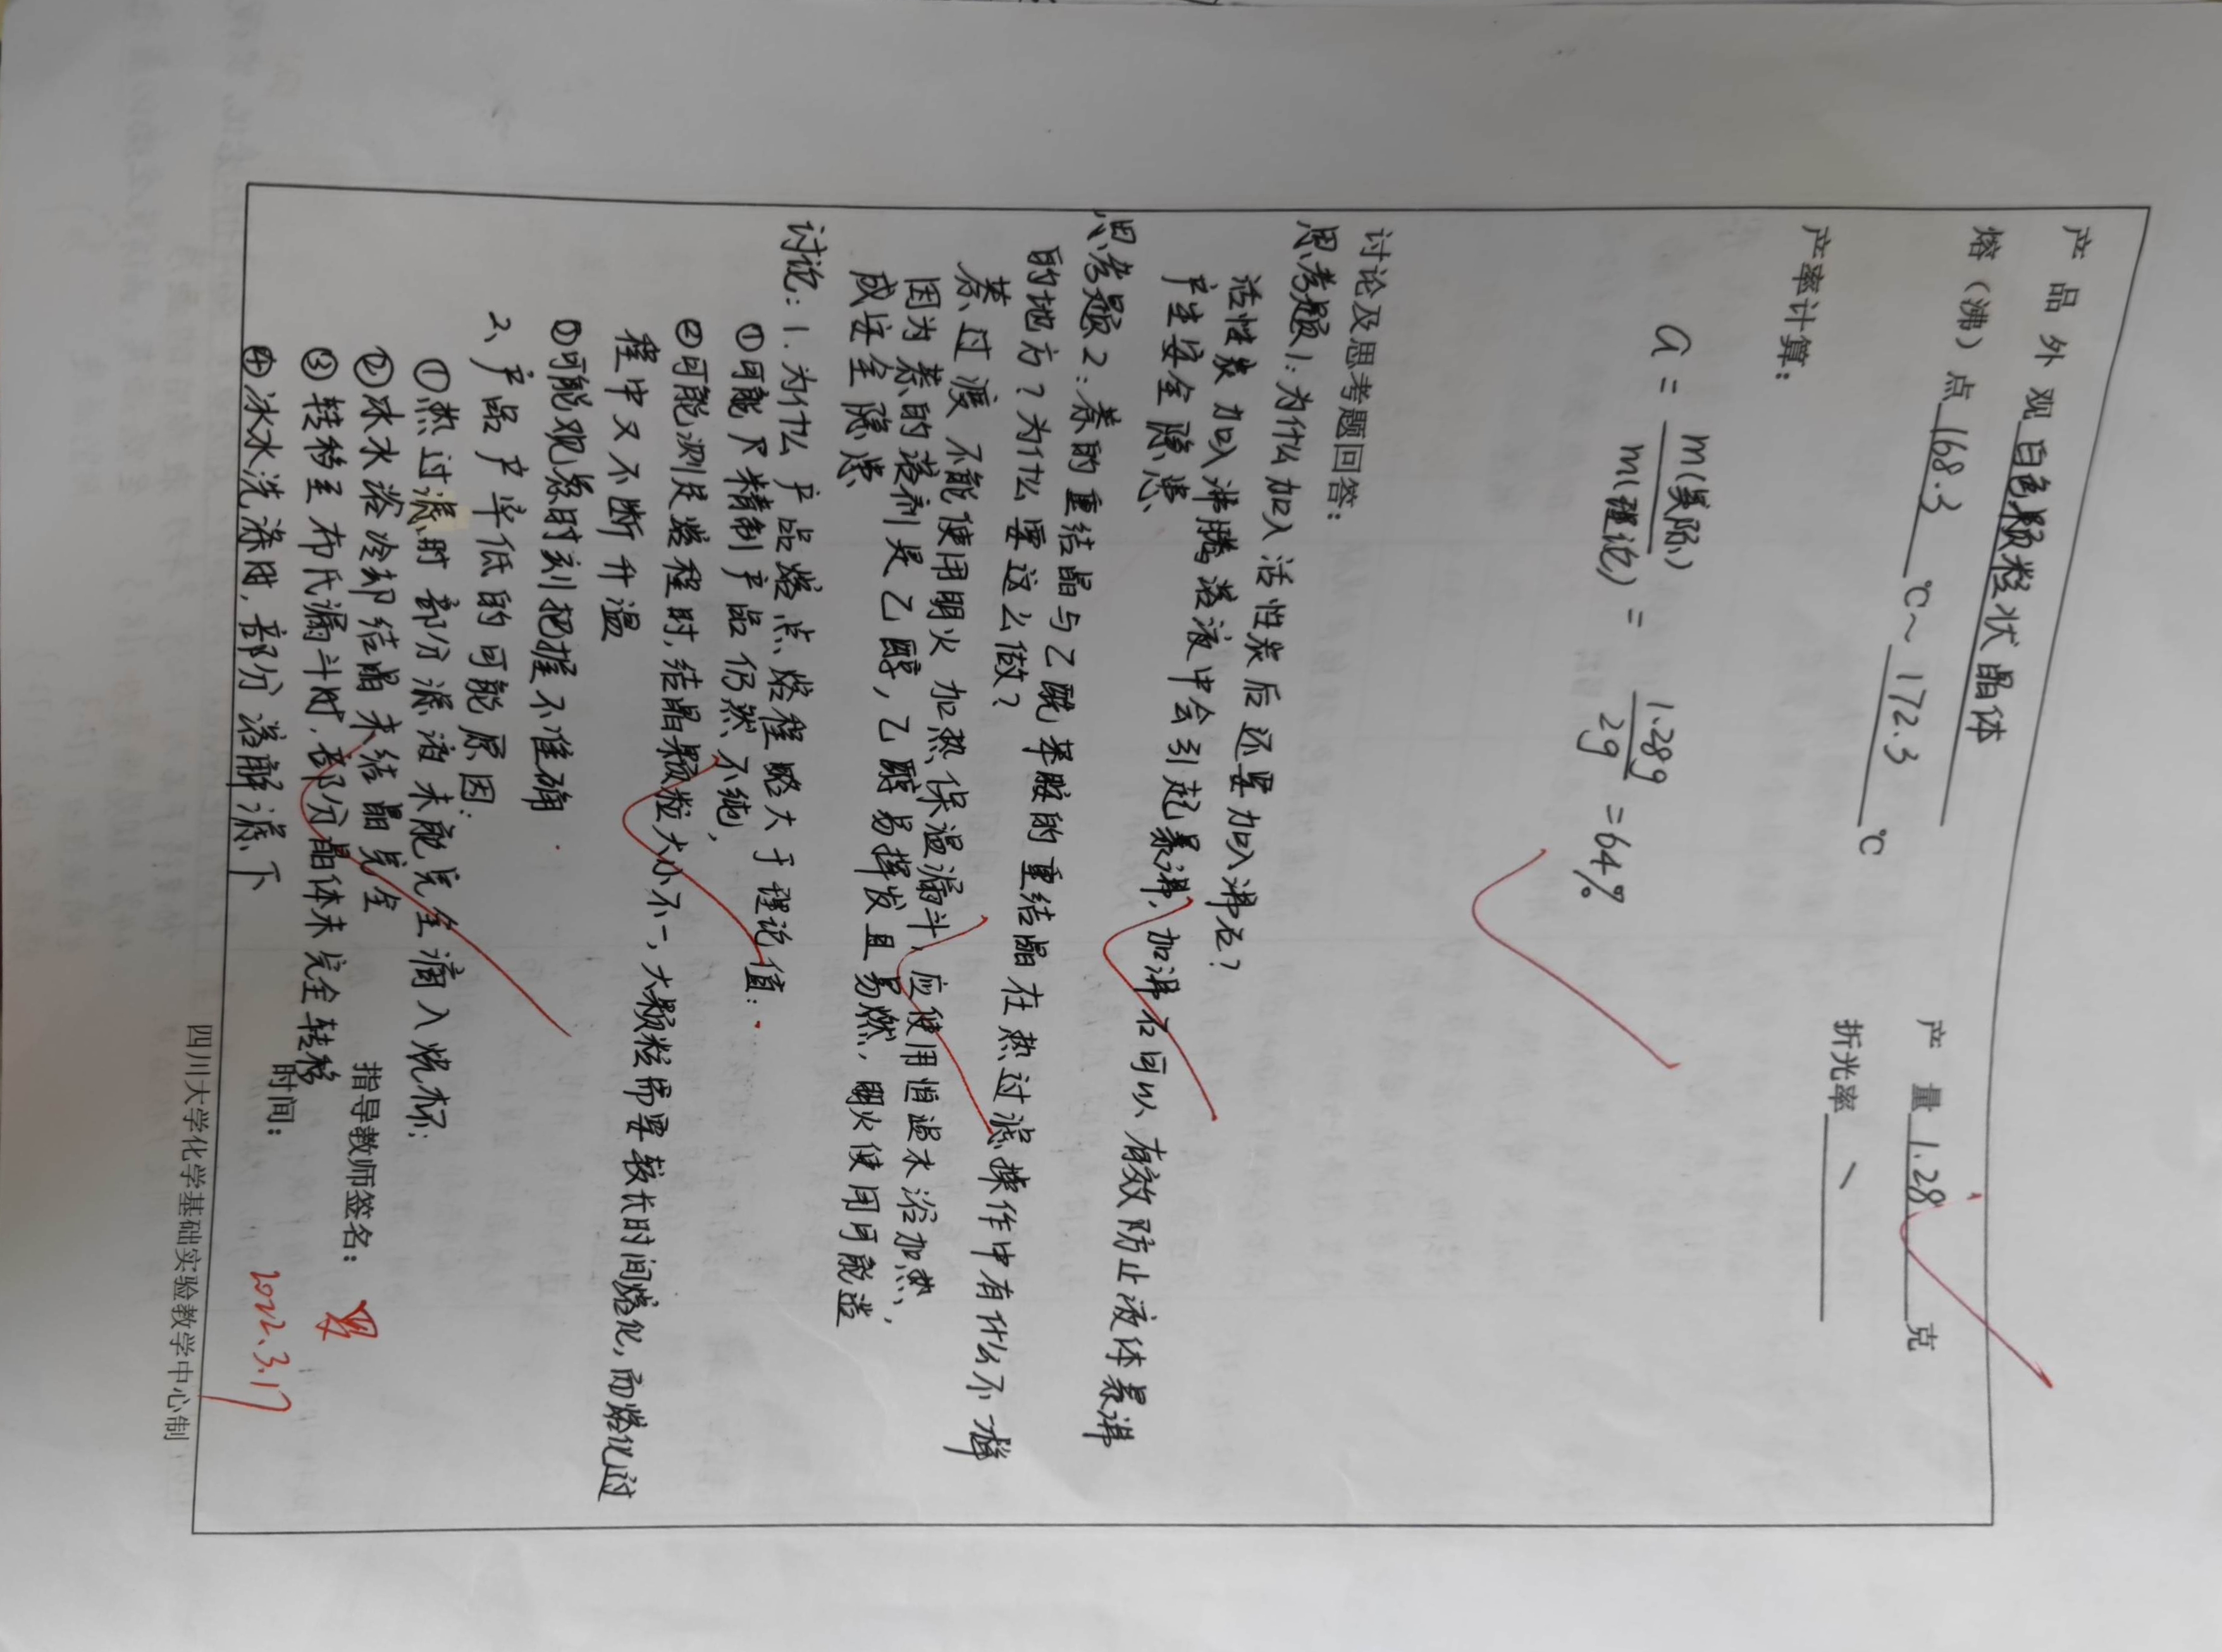 产品外观 白色颗粒状晶体
产量 1.28 克
熔（沸）点 168.3 ℃～ 172.3 ℃
折光率 \
产率计算：
a = m(实际) / m(理论) = 1.28g / 2g = 64%
讨论及思考题回答：
思考题1：为什么加入活性炭后还要加入沸石？
活性炭加入沸腾溶液中会引起暴沸，加沸石可以有效防止液体暴沸
产生安全隐患、
思考题2：萘的重结晶与乙酰苯胺的重结晶在热过滤操作中有什么不一样
的地方？为什么要这么做？
萘过滤不能使用明火加热保温漏斗，应使用恒温水浴加热，
因为萘的溶剂是乙醇，乙醇易挥发且易燃，明火使用可能造
成安全隐患
讨论：1. 为什么产品熔点熔程略大于理论值：
①可能只精制产品仍然不纯，
②可能测定熔程时，结晶颗粒大小不一，大颗粒需要较长时间熔化，而熔化过
程中又不断升温
③可能观察时刻把握不准确
2、产品产率低的可能原因：
①热过滤时部分滤液未能完全滴入烧杯；
②冰水浴冷却结晶未结晶完全
③转移至布氏漏斗时，部分晶体未完全转移
④冰水洗涤时，部分溶解滤下
指导教师签名：
时间： 2022.3.17
四川大学化学基础实验教学中心制